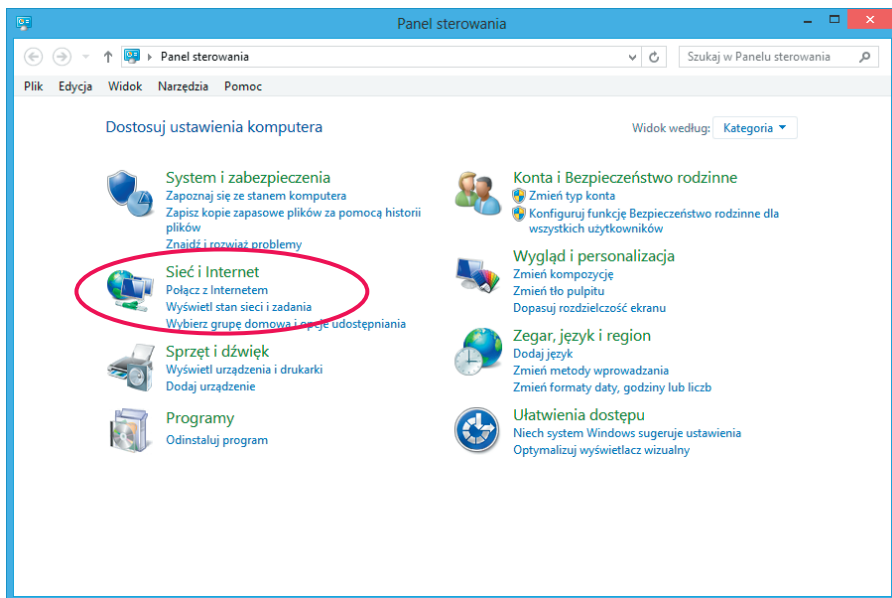 Panel sterowania
Panel sterowania
Szukaj w Panelu sterowania
Plik Edycja Widok Narzędzia Pomoc
Dostosuj ustawienia komputera
Widok według: Kategoria
System i zabezpieczenia
Zapoznaj się ze stanem komputera
Zapisz kopie zapasowe plików za pomocą historii
plików
Znajdź i rozwiąż problemy
Sieć i Internet
Połącz z Internetem
Wyświetl stan sieci i zadania
Wybierz grupę domową i opcje udostępniania
Sprzęt i dźwięk
Wyświetl urządzenia i drukarki
Dodaj urządzenie
Programy
Odinstaluj program
Konta i Bezpieczeństwo rodzinne
Zmień typ konta
Konfiguruj funkcję Bezpieczeństwo rodzinne dla
wszystkich użytkowników
Wygląd i personalizacja
Zmień kompozycję
Zmień tło pulpitu
Dopasuj rozdzielczość ekranu
Zegar, język i region
Dodaj język
Zmień metody wprowadzania
Zmień formaty daty, godziny lub liczb
Ułatwienia dostępu
Niech system Windows sugeruje ustawienia
Optymalizuj wyświetlacz wizualny